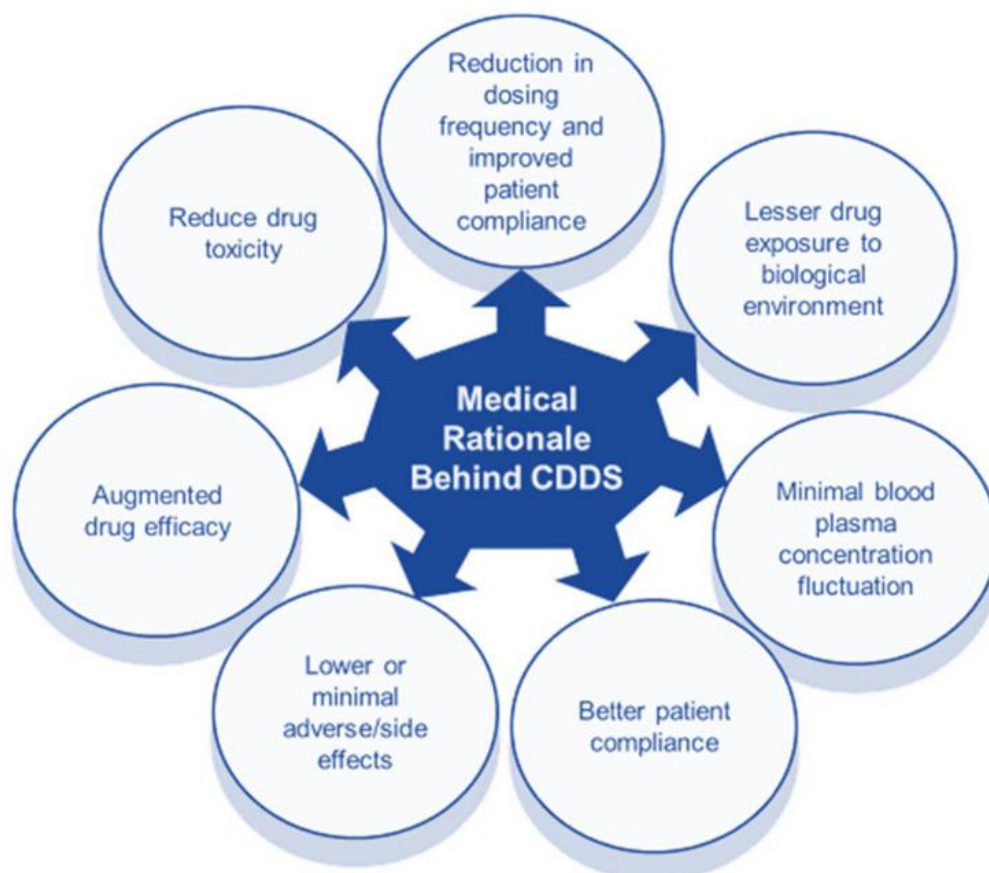 Reduction in
dosing
frequency and
improved
patient
compliance
Lesser drug
exposure to
biological
environment
Minimal blood
plasma
concentration
fluctuation
Better patient
compliance
Lower or
minimal
adverse/side
effects
Augmented
drug efficacy
Reduce drug
toxicity
Medical
Rationale
Behind CDDS